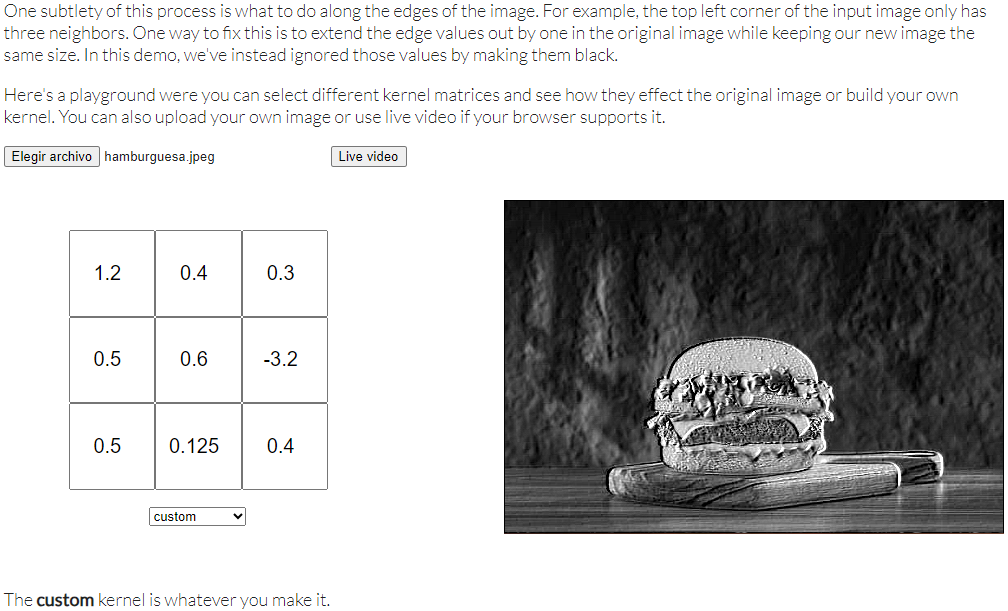 One subtlety of this process is what to do along the edges of the image. For example, the top left corner of the input image only has
three neighbors. One way to fix this is to extend the edge values out by one in the original image while keeping our new image the
same size. In this demo, we've instead ignored those values by making them black.
Here's a playground were you can select different kernel matrices and see how they effect the original image or build your own
kernel. You can also upload your own image or use live video if your browser supports it.
Elegir archivo hamburguesa.jpeg Live video
1.2 0.4 0.3
0.5 0.6 -3.2
0.5 0.125 0.4
custom
The custom kernel is whatever you make it.